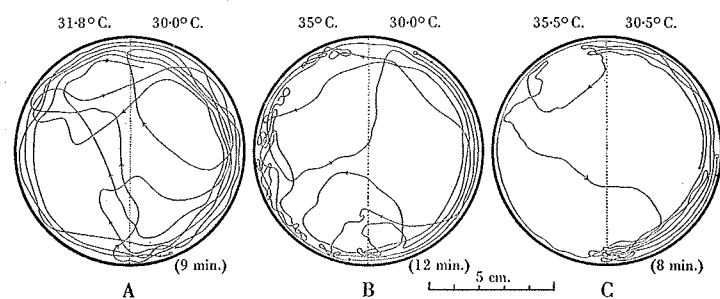 31·8° C. 30·0° C. 35° C. 30·0° C. 35·5° C. 30·5° C.
(9 min.) (12 min.) (8 min.)
A B 5 cm. C